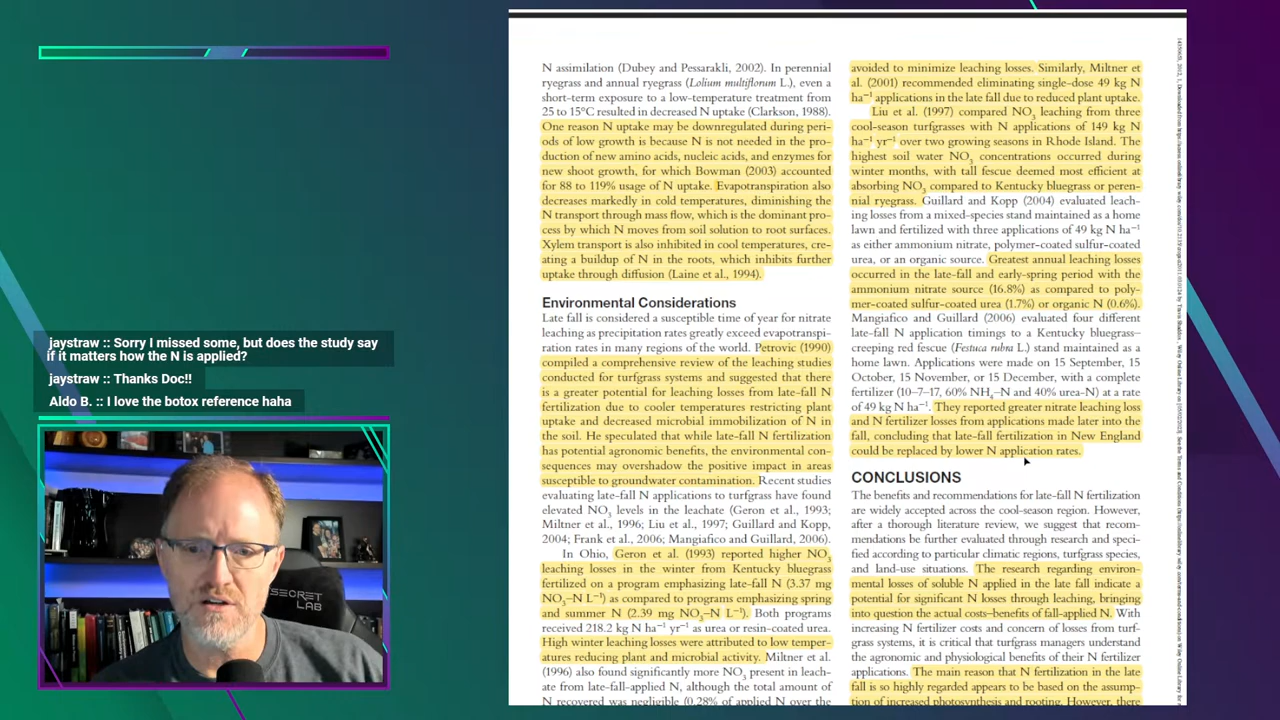 jaystraw :: Sorry I missed some, but does the study say
if it matters how the N is applied?
jaystraw :: Thanks Doc!!
Aldo B. :: I love the botox reference haha
SECRET
LAB
N assimilation (Dubey and Pessarakli, 2002). In perennial
ryegrass and annual ryegrass (Lolium multiflorum L.), even a
short-term exposure to a low-temperature treatment from
25 to 15°C resulted in decreased N uptake (Clarkson, 1988).
One reason N uptake may be downregulated during peri-
ods of low growth is because N is not needed in the pro-
duction of new amino acids, nucleic acids, and enzymes for
new shoot growth, for which Bowman (2003) accounted
for 88 to 119% usage of N uptake. Evapotranspiration also
decreases markedly in cold temperatures, diminishing the
N transport through mass flow, which is the dominant pro-
cess by which N moves from soil solution to root surfaces.
Xylem transport is also inhibited in cool temperatures, cre-
ating a buildup of N in the roots, which inhibits further
uptake through diffusion (Laine et al., 1994).
Environmental Considerations
Late fall is considered a susceptible time of year for nitrate
leaching as precipitation rates greatly exceed evapotranspi-
ration rates in many regions of the world. Petrovic (1990)
compiled a comprehensive review of the leaching studies
conducted for turfgrass systems and suggested that there
is a greater potential for leaching losses from late-fall N
fertilization due to cooler temperatures restricting plant
uptake and decreased microbial immobilization of N in
the soil. He speculated that while late-fall N fertilization
has potential agronomic benefits, the environmental con-
sequences may overshadow the positive impact in areas
susceptible to groundwater contamination. Recent studies
evaluating late-fall N applications to turfgrass have found
elevated NO3 levels in the leachate (Geron et al., 1993;
Miltner et al., 1996; Liu et al., 1997; Guillard and Kopp,
2004; Frank et al., 2006; Mangiafico and Guillard, 2006).
In Ohio, Geron et al. (1993) reported higher NO3
leaching losses in the winter from Kentucky bluegrass
fertilized on a program emphasizing late-fall N (3.37 mg
NO3–N L−1) as compared to programs emphasizing spring
and summer N (2.39 mg NO3–N L−1). Both programs
received 218.2 kg N ha−1 yr−1 as urea or resin-coated urea.
High winter leaching losses were attributed to low temper-
atures reducing plant and microbial activity. Miltner et al.
(1996) also found significantly more NO3 present in leach-
ate from late-fall-applied N, although the total amount of
N recovered was negligible (0.28% of applied N over the
avoided to minimize leaching losses. Similarly, Miltner et
al. (2001) recommended eliminating single-dose 49 kg N
ha−1 applications in the late fall due to reduced plant uptake.
Liu et al. (1997) compared NO3 leaching from three
cool-season turfgrasses with N applications of 149 kg N
ha−1 yr−1 over two growing seasons in Rhode Island. The
highest soil water NO3 concentrations occurred during
winter months, with tall fescue deemed most efficient at
absorbing NO3 compared to Kentucky bluegrass or peren-
nial ryegrass. Guillard and Kopp (2004) evaluated leach-
ing losses from a mixed-species stand maintained as a home
lawn and fertilized with three applications of 49 kg N ha−1
as either ammonium nitrate, polymer-coated sulfur-coated
urea, or an organic source. Greatest annual leaching losses
occurred in the late-fall and early-spring period with the
ammonium nitrate source (16.8%) as compared to poly-
mer-coated sulfur-coated urea (1.7%) or organic N (0.6%).
Mangiafico and Guillard (2006) evaluated four different
late-fall N application timings to a Kentucky bluegrass–
creeping red fescue (Festuca rubra L.) stand maintained as a
home lawn. Applications were made on 15 September, 15
October, 15 November, or 15 December, with a complete
fertilizer (10–7–17, 60% NH4–N and 40% urea–N) at a rate
of 49 kg N ha−1. They reported greater nitrate leaching loss
and N fertilizer losses from applications made later into the
fall, concluding that late-fall fertilization in New England
could be replaced by lower N application rates.
CONCLUSIONS
The benefits and recommendations for late-fall N fertilization
are widely accepted across the cool-season region. However,
after a thorough literature review, we suggest that recom-
mendations be further evaluated through research and speci-
fied according to particular climatic regions, turfgrass species,
and land-use situations. The research regarding environ-
mental losses of soluble N applied in the late fall indicate a
potential for significant N losses through leaching, bringing
into question the actual costs–benefits of fall-applied N. With
increasing N fertilizer costs and concern of losses from turf-
grass systems, it is critical that turfgrass managers understand
the agronomic and physiological benefits of their N fertilizer
applications. The main reason that N fertilization in the late
fall is so highly regarded appears to be based on the assump-
tion of increased photosynthesis and rooting. However, there